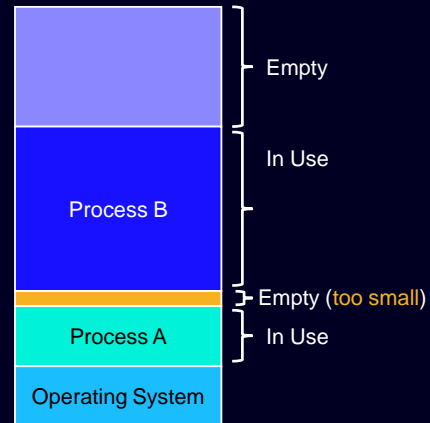 Empty
In Use
Process B
Empty (too small)
Process A
In Use
Operating System